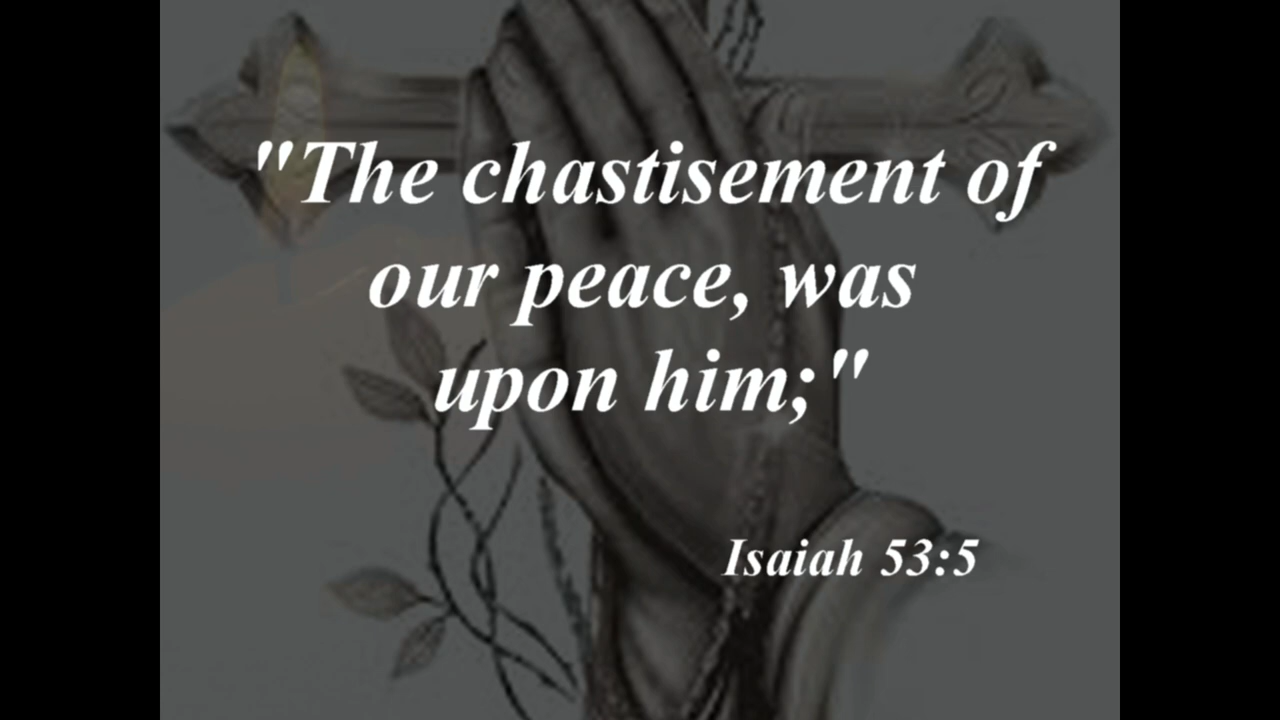 "The chastisement of
our peace, was
upon him;"
Isaiah 53:5